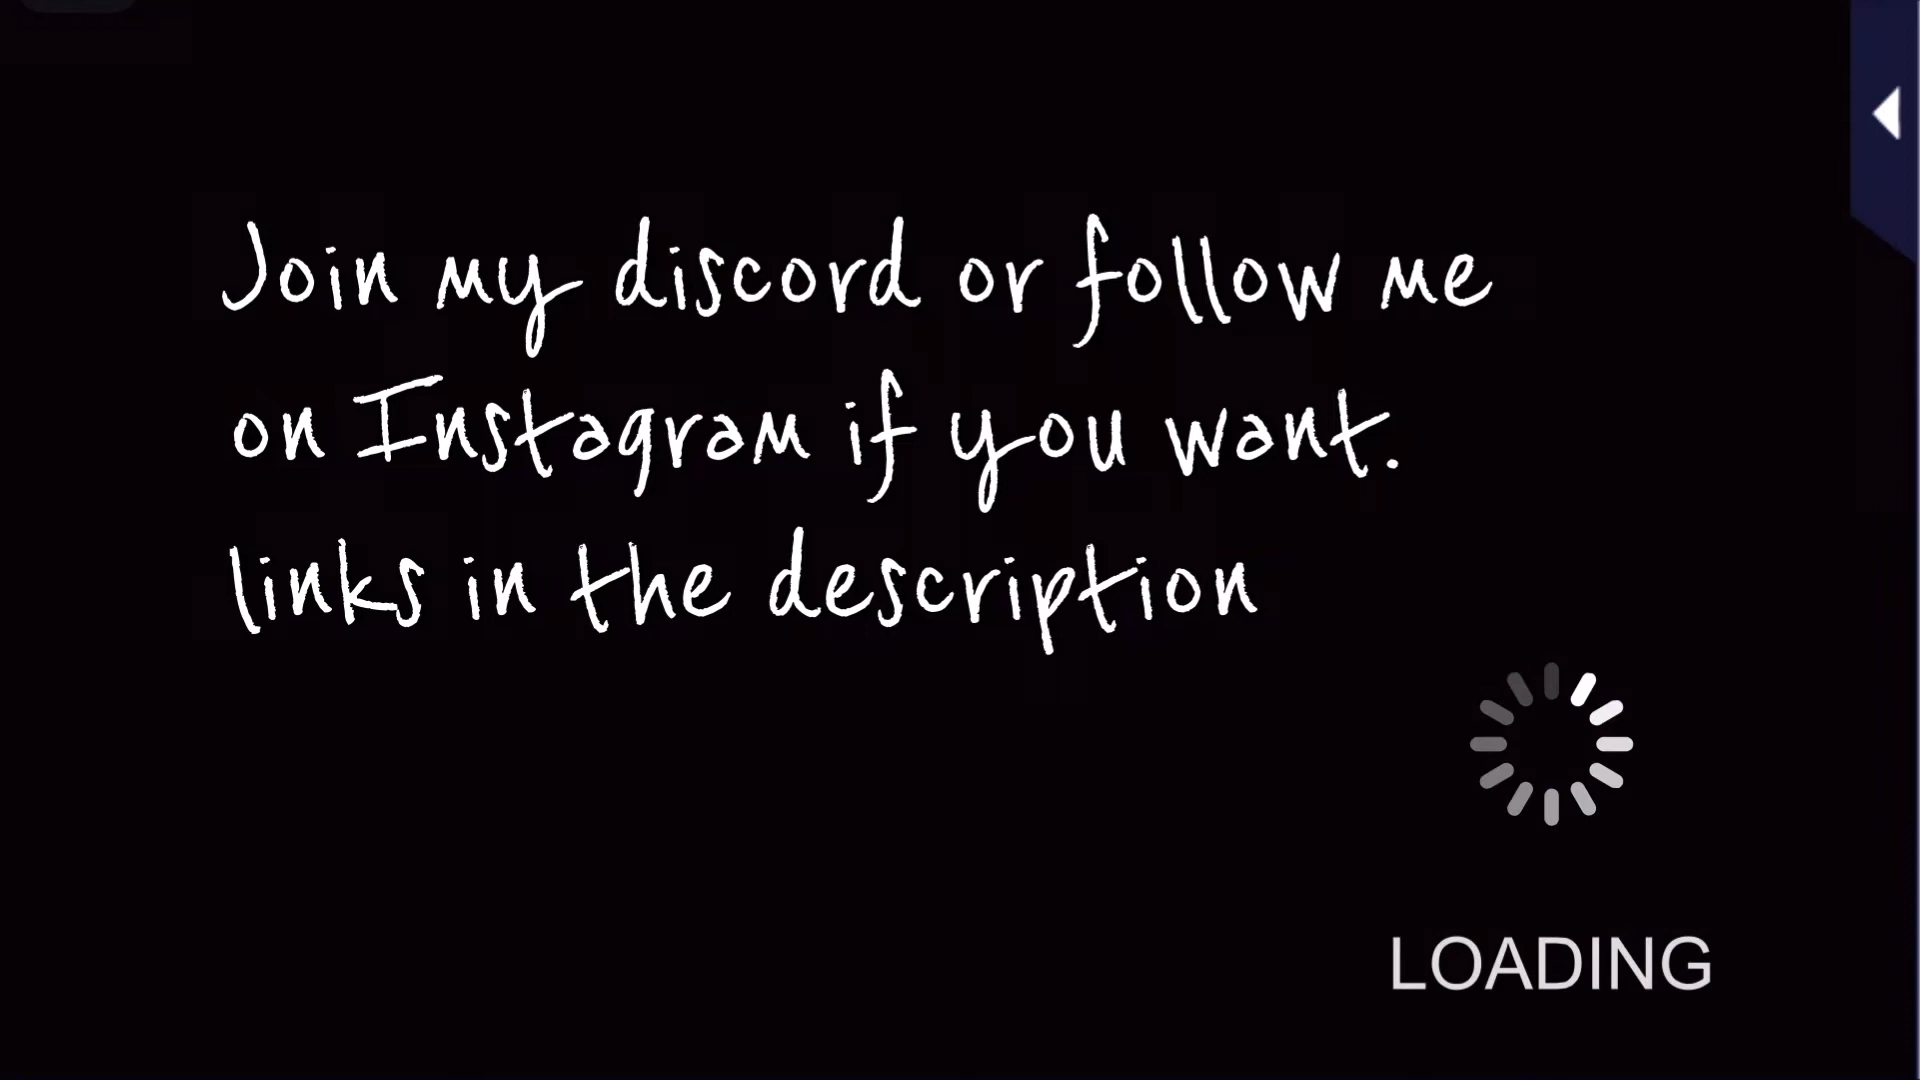 Join my discord or follow me
on Instagram if you want.
links in the description
LOADING